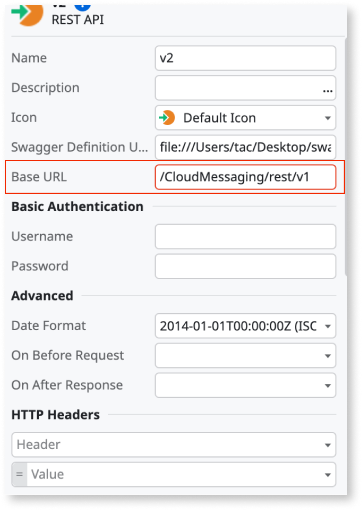 v2
REST API
Name v2
Description ...
Icon Default Icon
Swagger Definition U... file:///Users/tac/Desktop/swa
Base URL /CloudMessaging/rest/v1
Basic Authentication
Username
Password
Advanced
Date Format 2014-01-01T00:00:00Z (ISC
On Before Request
On After Response
HTTP Headers
Header
= Value